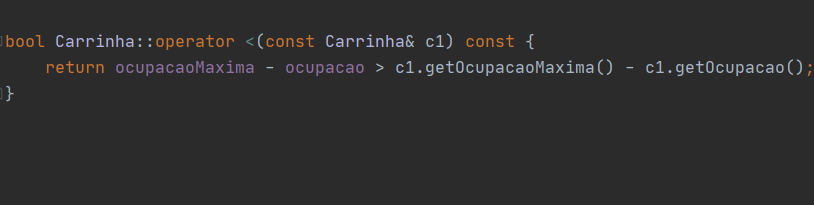 bool Carrinha::operator <(const Carrinha& c1) const {
    return ocupacaoMaxima - ocupacao > c1.getOcupacaoMaxima() - c1.getOcupacao();
}